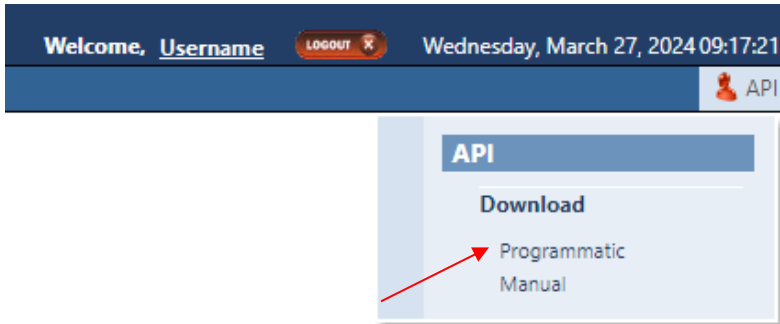 Welcome, Username LOGOUT X Wednesday, March 27, 2024 09:17:21
API
API
Download
Programmatic
Manual